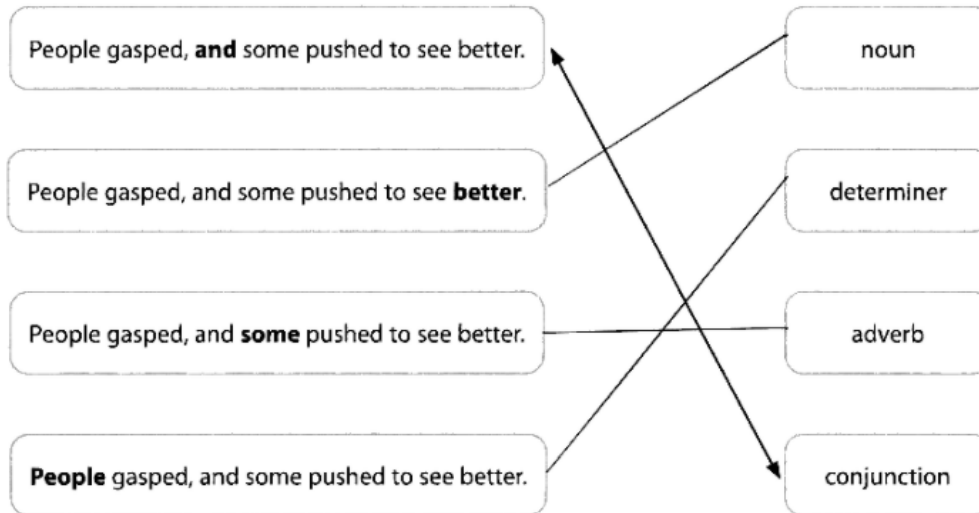 People gasped, and some pushed to see better.
noun
People gasped, and some pushed to see better.
determiner
People gasped, and some pushed to see better.
adverb
People gasped, and some pushed to see better.
conjunction